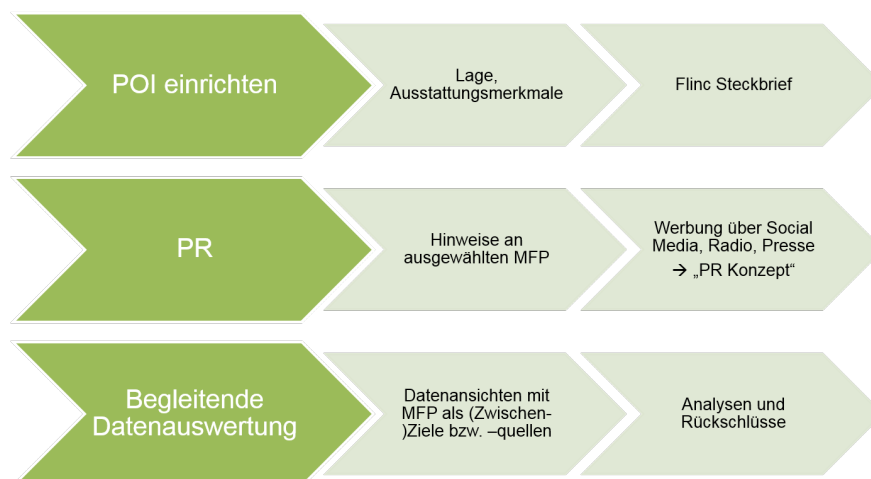 POI einrichten
Lage,
Ausstattungsmerkmale
Flinc Steckbrief
PR
Hinweise an
ausgewählten MFP
Werbung über Social
Media, Radio, Presse
→ „PR Konzept“
Begleitende
Datenauswertung
Datenansichten mit
MFP als (Zwischen-
)Ziele bzw. –quellen
Analysen und
Rückschlüsse